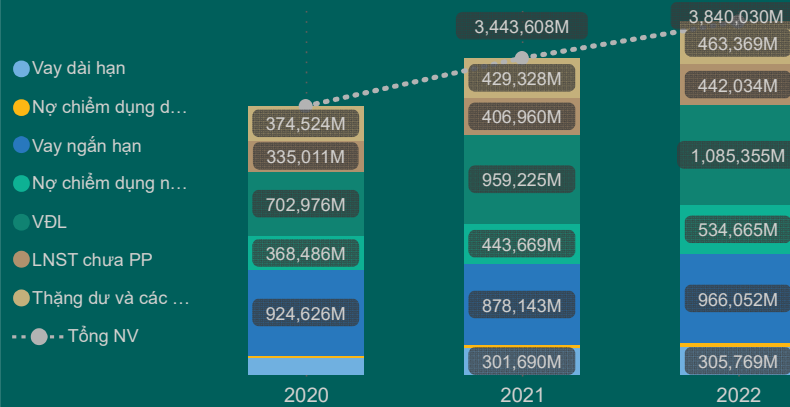 Vay dài hạn
Nợ chiếm dụng d...
Vay ngắn hạn
Nợ chiếm dụng n...
VĐL
LNST chưa PP
Thặng dư và các ...
Tổng NV
374,524M
335,011M
702,976M
368,486M
924,626M
2020
3,443,608M
429,328M
406,960M
959,225M
443,669M
878,143M
301,690M
2021
3,840,030M
463,369M
442,034M
1,085,355M
534,665M
966,052M
305,769M
2022